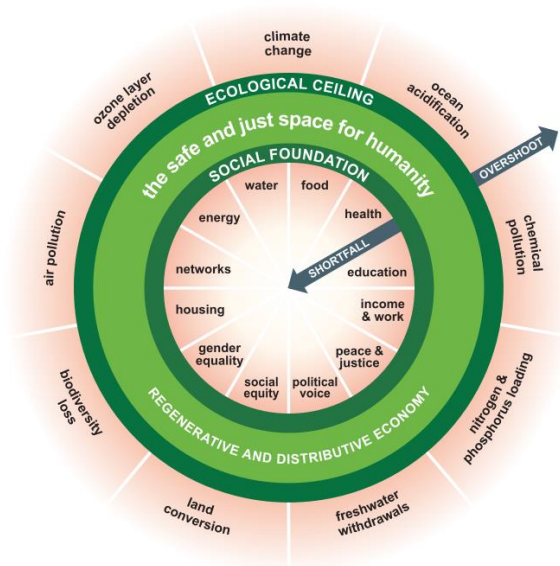 climate
change
ozone layer
depletion
ocean
acidification
ECOLOGICAL CEILING
the safe and just space for humanity
OVERSHOOT
SOCIAL FOUNDATION
water
food
energy
health
SHORTFALL
air pollution
chemical
pollution
networks
education
housing
income
& work
gender
equality
peace &
justice
social
equity
political
voice
biodiversity
loss
nitrogen &
phosphorus loading
REGENERATIVE AND DISTRIBUTIVE ECONOMY
land
conversion
freshwater
withdrawals